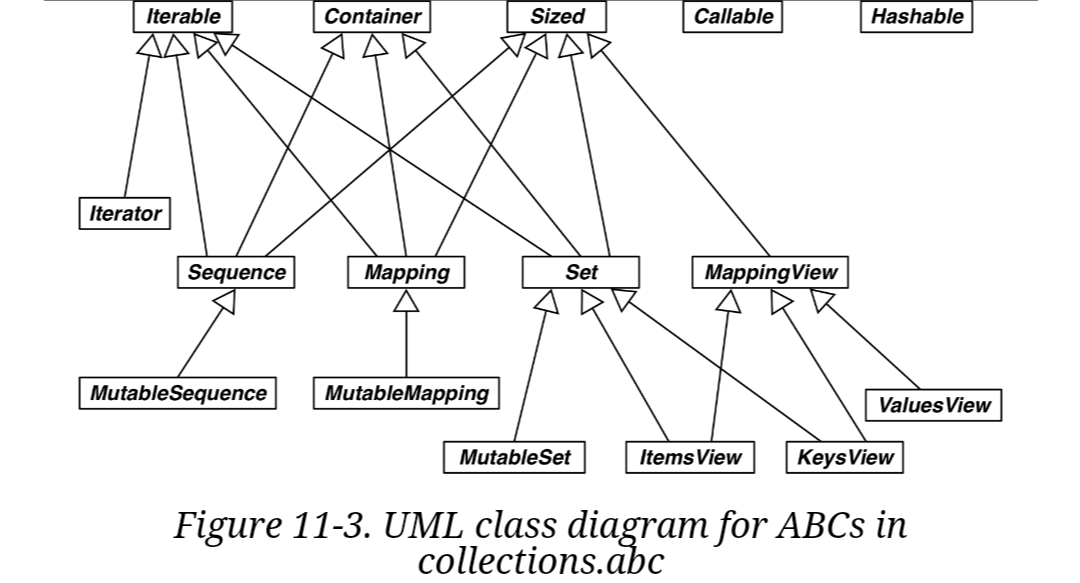 Iterable Container Sized Callable Hashable
Iterator
Sequence Mapping Set MappingView
MutableSequence MutableMapping ValuesView
MutableSet ItemsView KeysView
Figure 11-3. UML class diagram for ABCs in
collections.abc